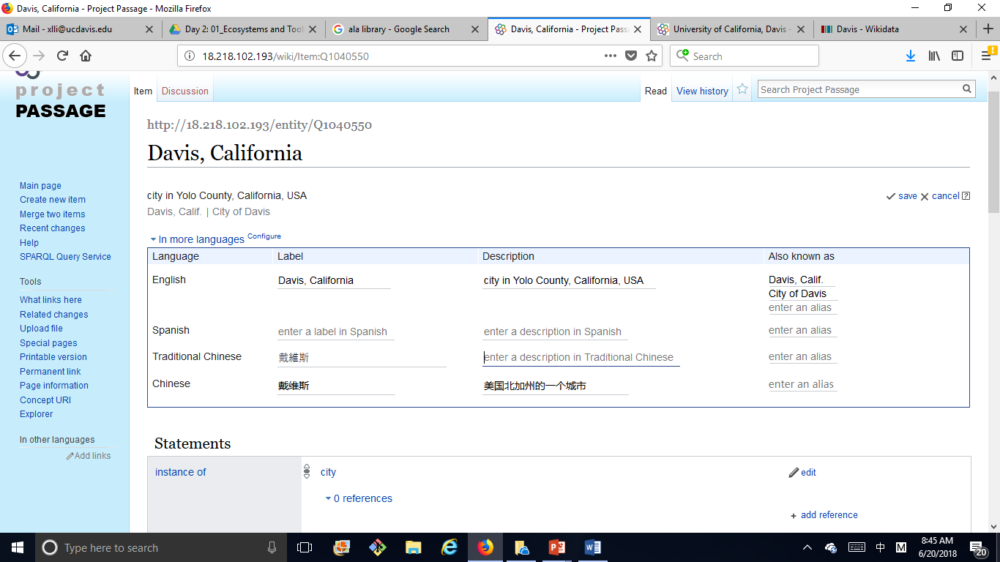 Davis, California - Project Passage - Mozilla Firefox
Mail - xlli@ucdavis.edu
Day 2: 01_Ecosystems and Tool
ala library - Google Search
Davis, California - Project Passa
University of California, Davis -
Davis - Wikidata
18.218.102.193/wiki/Item:Q1040550
Search
project
PASSAGE
Item
Discussion
Read
View history
Search Project Passage
http://18.218.102.193/entity/Q1040550
Davis, California
Main page
Create new item
Merge two items
Recent changes
Help
SPARQL Query Service
Tools
What links here
Related changes
Upload file
Special pages
Printable version
Permanent link
Page information
Concept URI
Explorer
In other languages
Add links
city in Yolo County, California, USA
save cancel [?]
Davis, Calif. | City of Davis
In more languages Configure
Language Label Description Also known as
English Davis, California city in Yolo County, California, USA Davis, Calif.
City of Davis
enter an alias
Spanish enter a label in Spanish enter a description in Spanish enter an alias
Traditional Chinese 戴維斯 enter a description in Traditional Chinese enter an alias
Chinese 戴维斯 美国北加州的一个城市 enter an alias
Statements
instance of city edit
0 references
+ add reference
Type here to search
中
M
8:45 AM
6/20/2018
20